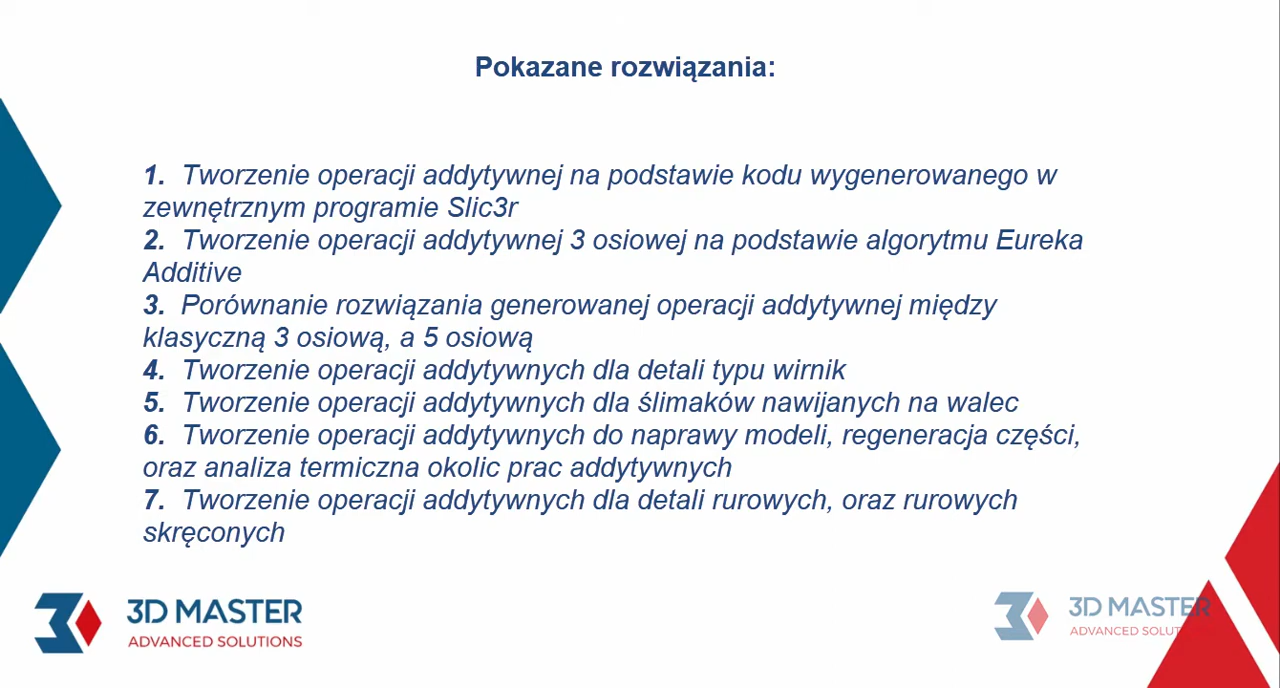 Pokazane rozwiązania:
1. Tworzenie operacji addytywnej na podstawie kodu wygenerowanego w
zewnętrznym programie Slic3r
2. Tworzenie operacji addytywnej 3 osiowej na podstawie algorytmu Eureka
Additive
3. Porównanie rozwiązania generowanej operacji addytywnej między
klasyczną 3 osiową, a 5 osiową
4. Tworzenie operacji addytywnych dla detali typu wirnik
5. Tworzenie operacji addytywnych dla ślimaków nawijanych na walec
6. Tworzenie operacji addytywnych do naprawy modeli, regeneracja części,
oraz analiza termiczna okolic prac addytywnych
7. Tworzenie operacji addytywnych dla detali rurowych, oraz rurowych
skręconych
3D MASTER
ADVANCED SOLUTIONS
3D MASTER
ADVANCED